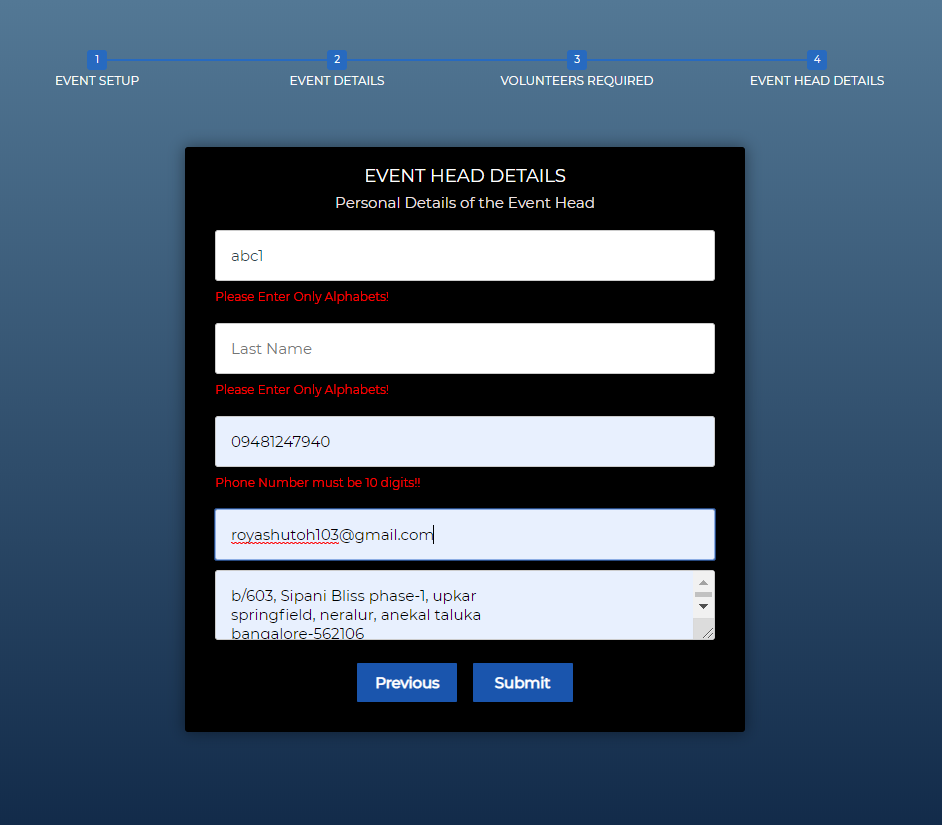 1 2 3 4
EVENT SETUP EVENT DETAILS VOLUNTEERS REQUIRED EVENT HEAD DETAILS
EVENT HEAD DETAILS
Personal Details of the Event Head
abc1
Please Enter Only Alphabets!
Last Name
Please Enter Only Alphabets!
09481247940
Phone Number must be 10 digits!!
royashutoh103@gmail.com
b/603, Sipani Bliss phase-1, upkar
springfield, neralur, anekal taluka
bangalore-562106
Previous Submit